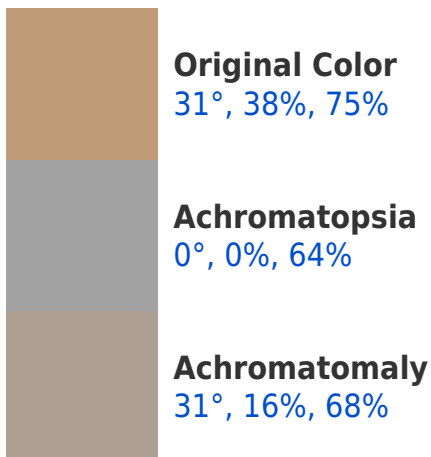 Original Color
31°, 38%, 75%
Achromatopsia
0°, 0%, 64%
Achromatomaly
31°, 16%, 68%